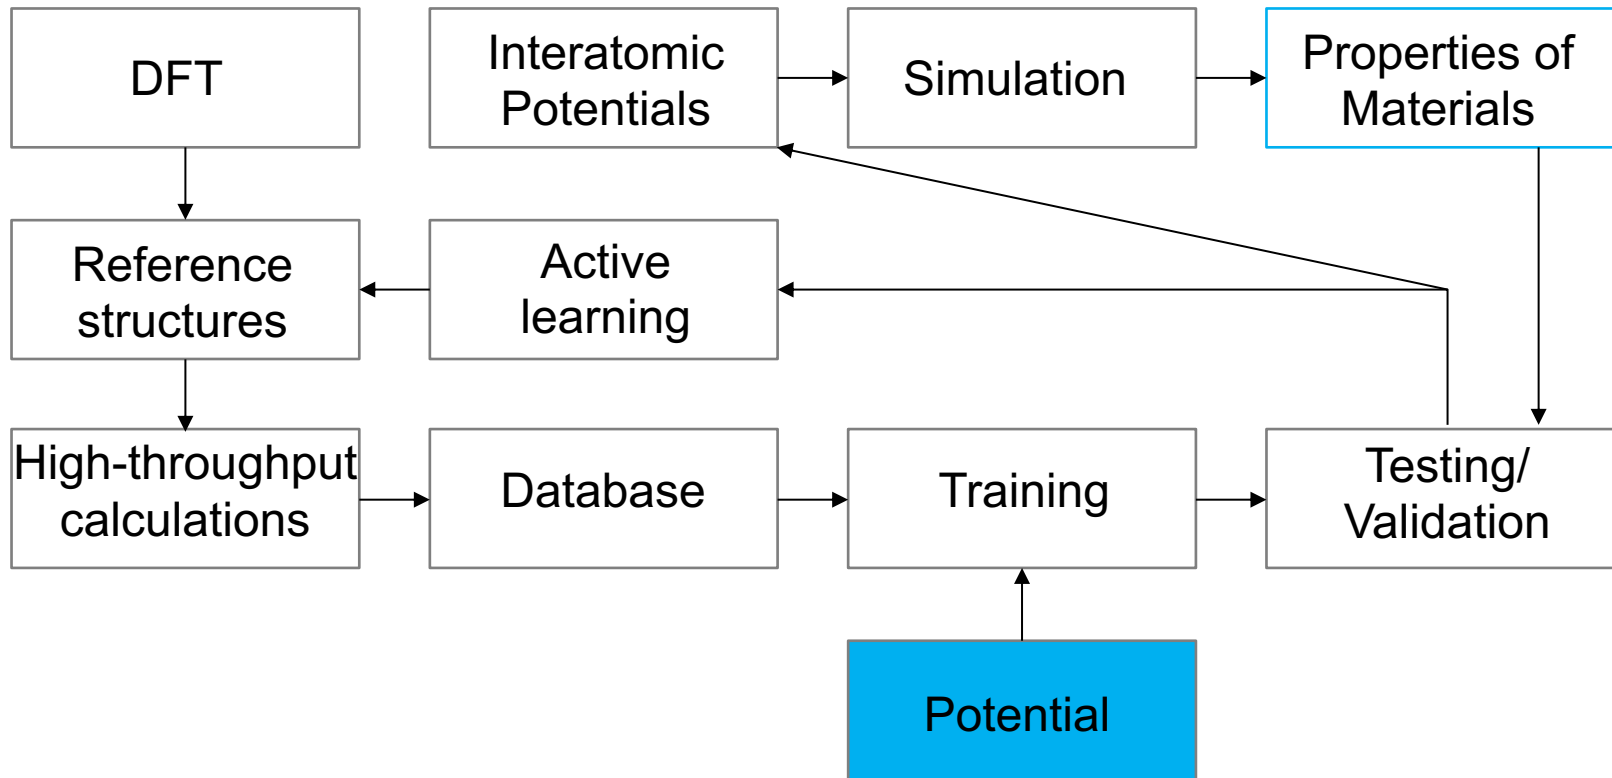 DFT
Interatomic
Potentials
Simulation
Properties of
Materials
Reference
structures
Active
learning
High-throughput
calculations
Database
Training
Testing/
Validation
Potential